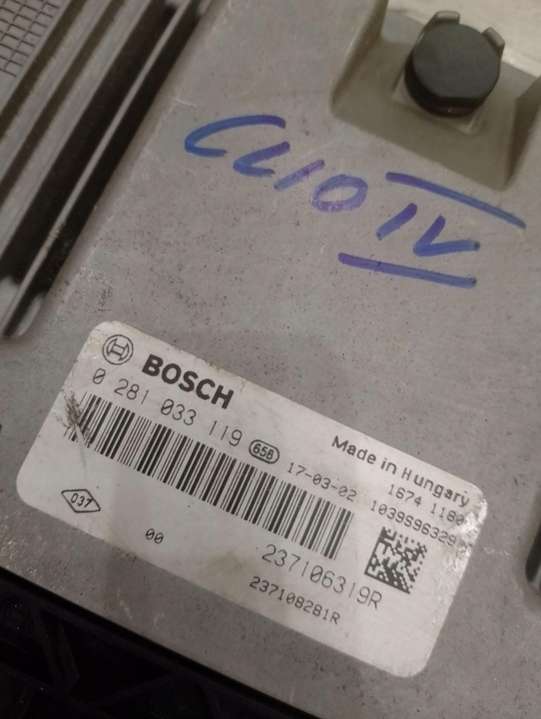 CLIO IV
BOSCH
0 281 033 119 658 17-03-02
Made in Hungary
1674 1180
037
00
237106319R
237108281R